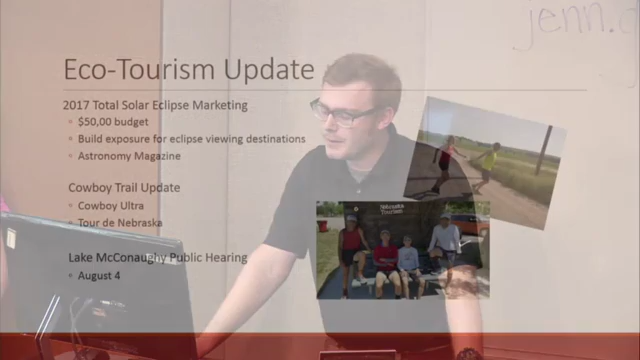 jenn.
Eco-Tourism Update
2017 Total Solar Eclipse Marketing
$50,00 budget
Build exposure for eclipse viewing destinations
Astronomy Magazine
Cowboy Trail Update
Cowboy Ultra
Tour de Nebraska
Lake McConaughy Public Hearing
August 4
Nebraska
Tourism